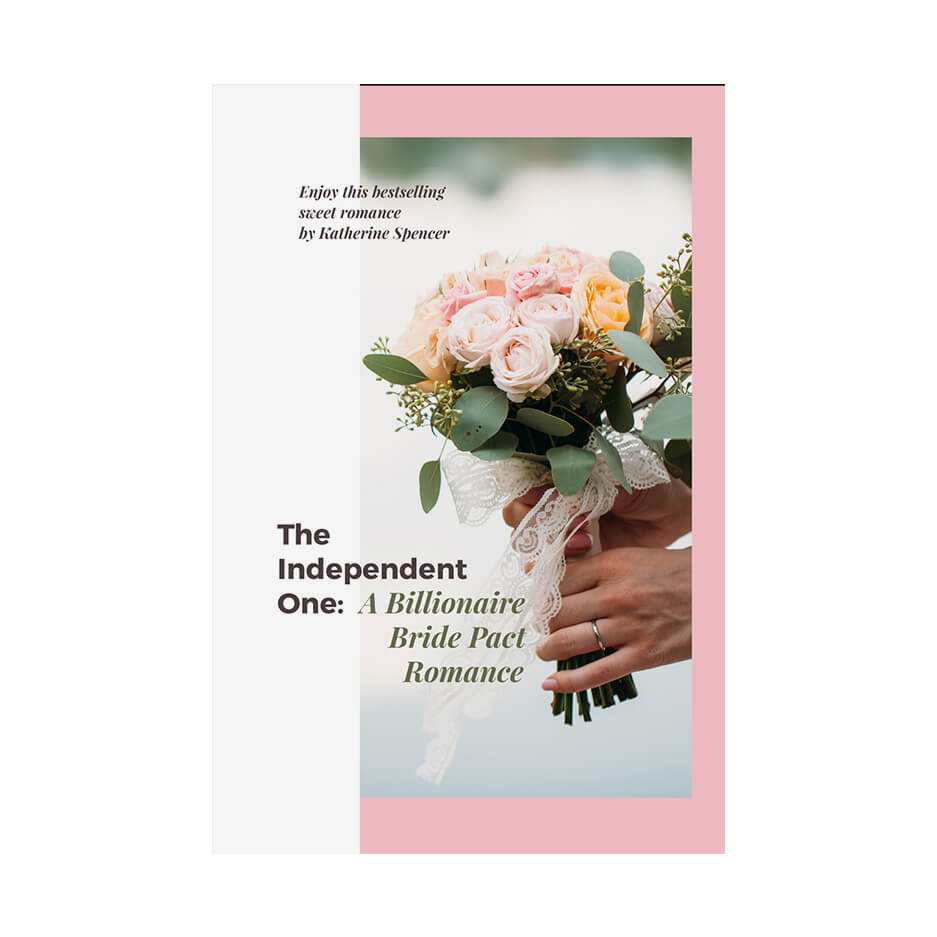 Enjoy this bestselling
sweet romance
by Katherine Spencer
The
Independent
One: A Billionaire
Bride Pact
Romance